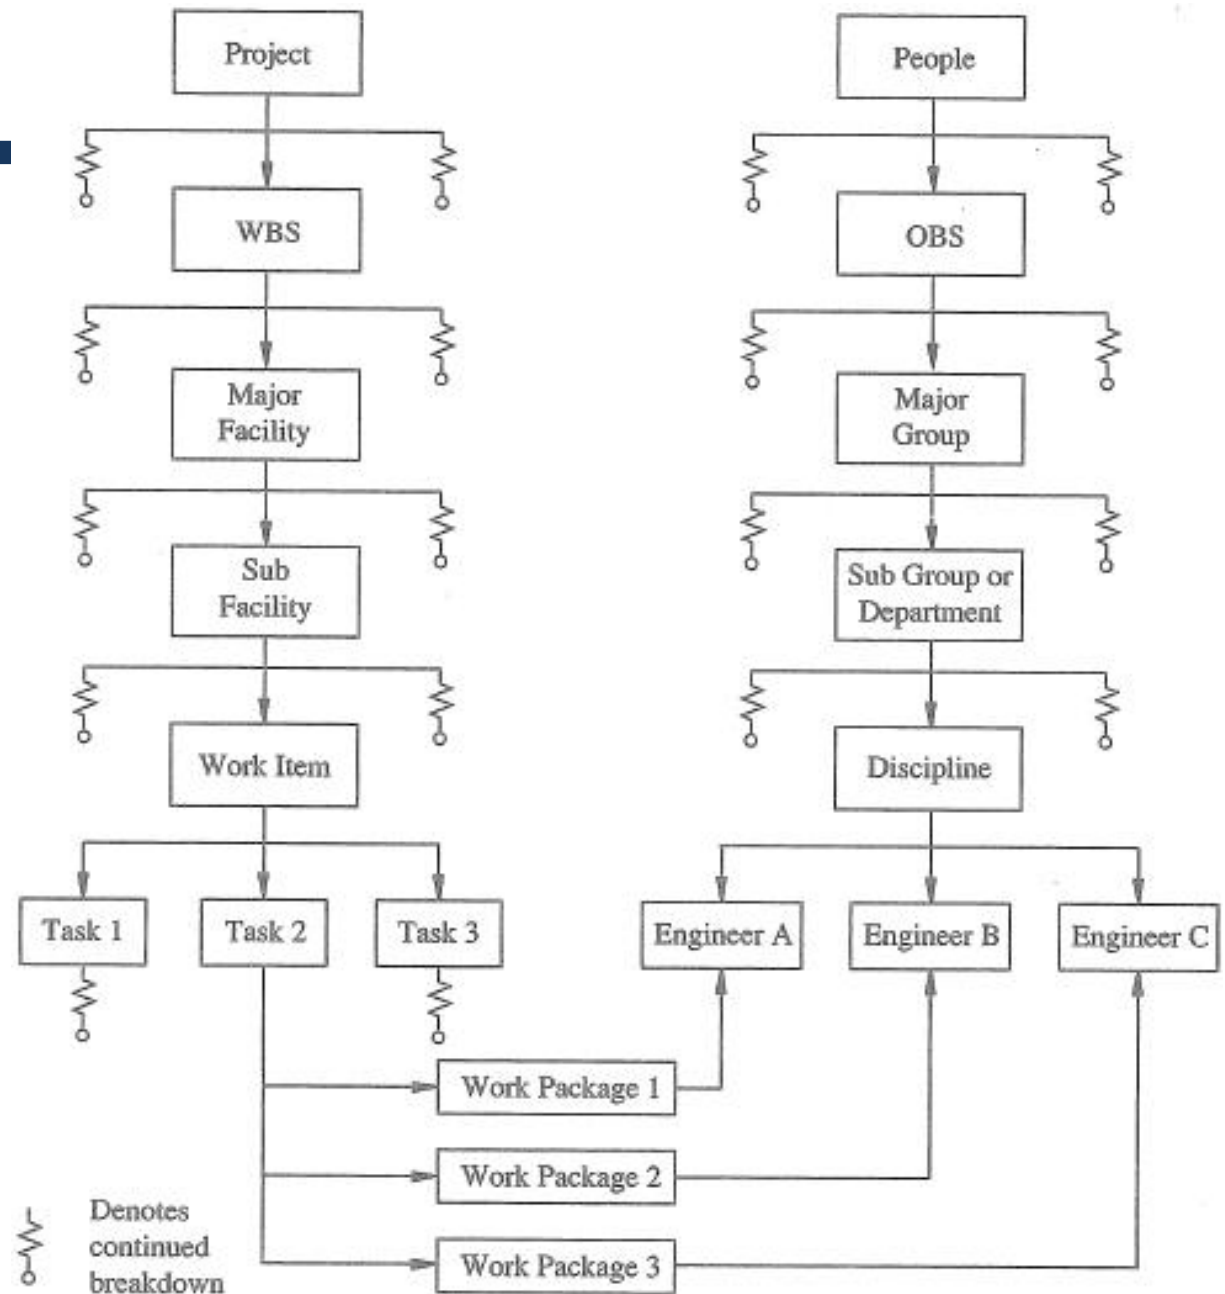 Project
People
WBS
OBS
Major
Facility
Major
Group
Sub
Facility
Sub Group or
Department
Work Item
Discipline
Task 1
Task 2
Task 3
Engineer A
Engineer B
Engineer C
Work Package 1
Work Package 2
Work Package 3
Denotes
continued
breakdown